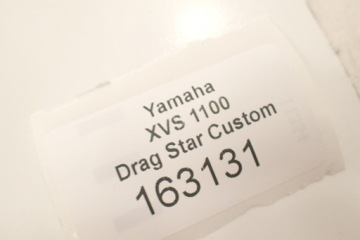 Yamaha
XVS 1100
Drag Star Custom
163131